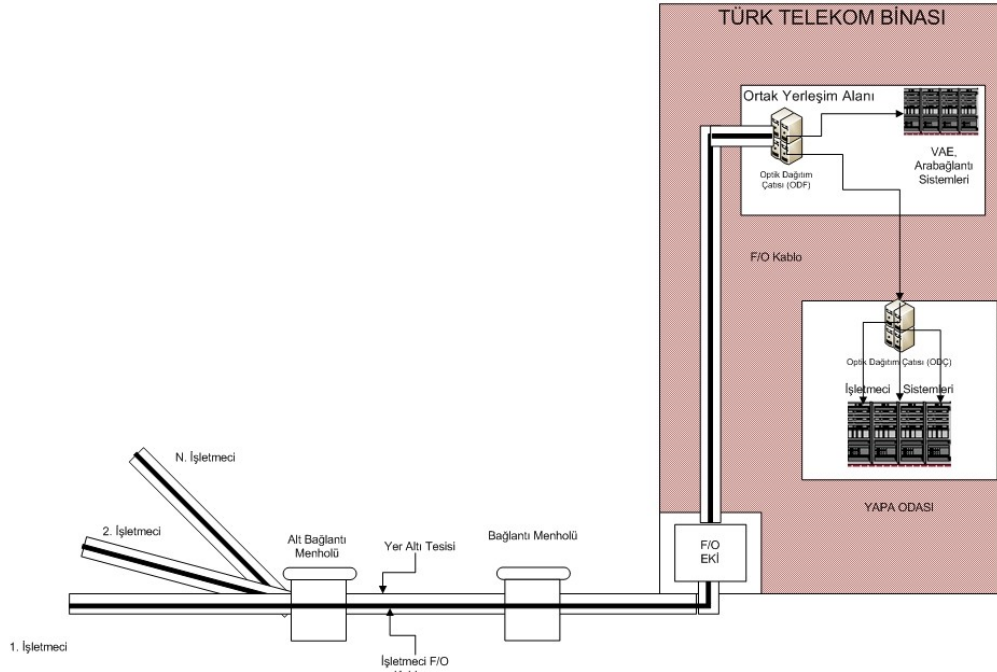 TÜRK TELEKOM BİNASI
Ortak Yerleşim Alanı
VAE,
Arabağlantı
Sistemleri
Optik Dağıtım
Çatısı (ODF)
F/O Kablo
Optik Dağıtım Çatısı (ODÇ)
İşletmeci Sistemleri
YAPA ODASI
N. İşletmeci
2. İşletmeci
Alt Bağlantı
Menholü
Yer Altı Tesisi
Bağlantı Menholü
F/O
EKİ
1. İşletmeci
İşletmeci F/O